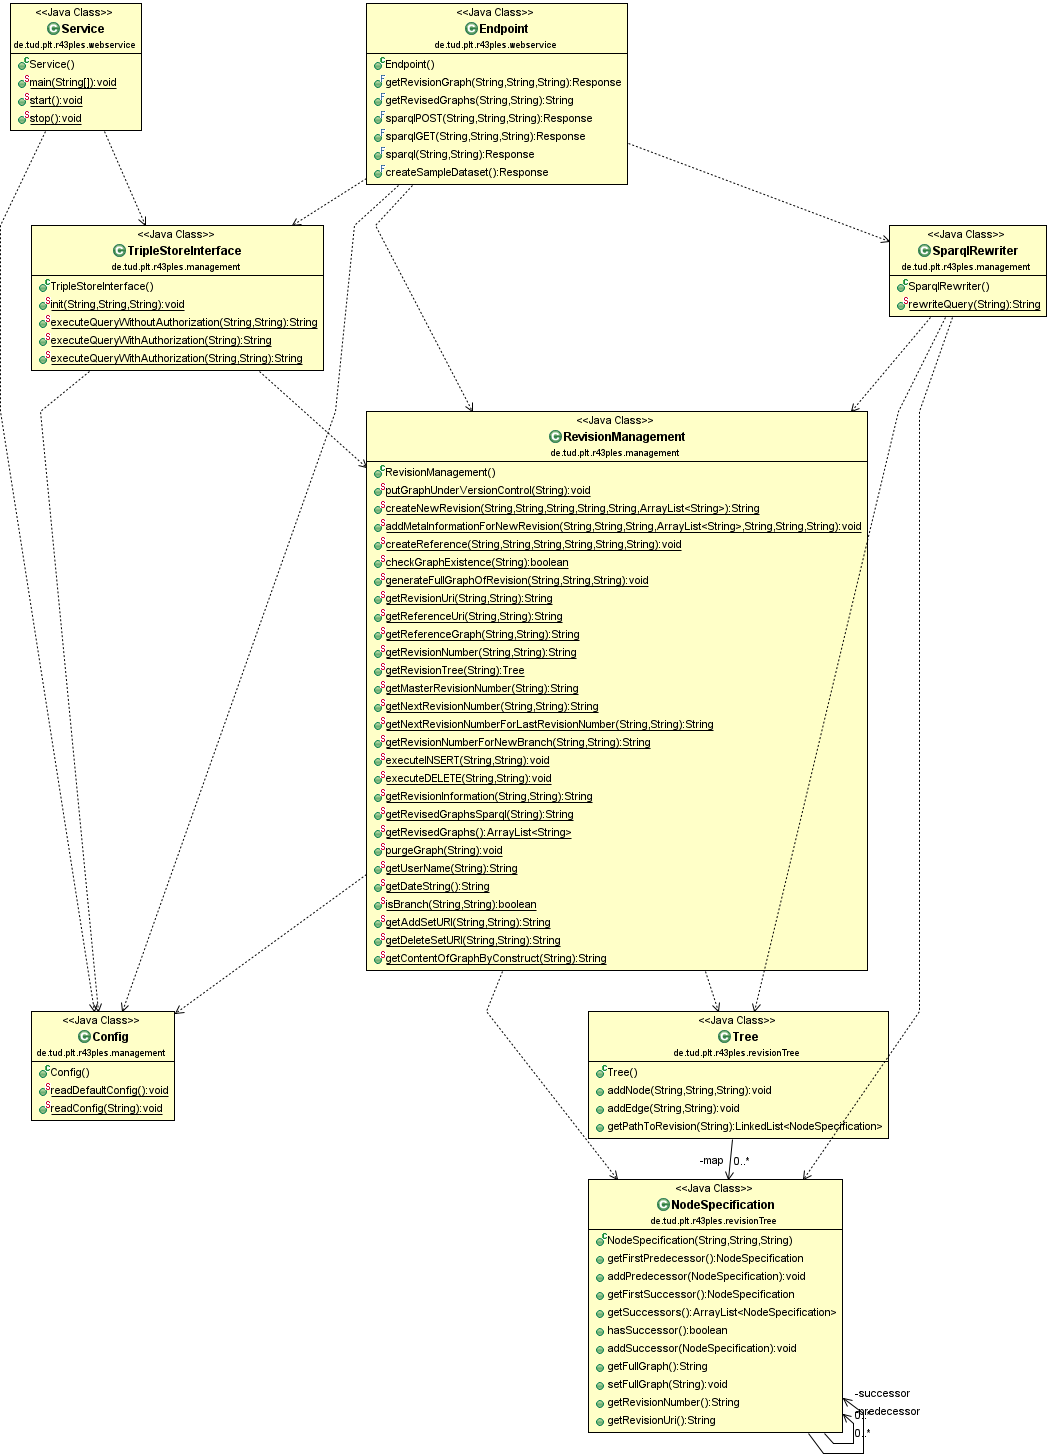 <<Java Class>>
Service
de.tud.plt.r43ples.webservice
Service()
main(String[]):void
start():void
stop():void
<<Java Class>>
Endpoint
de.tud.plt.r43ples.webservice
Endpoint()
getRevisionGraph(String,String,String):Response
getRevisedGraphs(String,String):String
sparqlPOST(String,String,String):Response
sparqlGET(String,String,String):Response
sparql(String,String):Response
createSampleDataset():Response
<<Java Class>>
TripleStoreInterface
de.tud.plt.r43ples.management
TripleStoreInterface()
init(String,String,String):void
executeQueryWithoutAuthorization(String,String):String
executeQueryWithAuthorization(String):String
executeQueryWithAuthorization(String,String):String
<<Java Class>>
SparqlRewriter
de.tud.plt.r43ples.management
SparqlRewriter()
rewriteQuery(String):String
<<Java Class>>
RevisionManagement
de.tud.plt.r43ples.management
RevisionManagement()
putGraphUnderVersionControl(String):void
createNewRevision(String,String,String,String,String,ArrayList<String>):String
addMetaInformationForNewRevision(String,String,String,ArrayList<String>,String,String,String):void
createReference(String,String,String,String,String,String):void
checkGraphExistence(String):boolean
generateFullGraphOfRevision(String,String,String):void
getRevisionUri(String,String):String
getReferenceUri(String,String):String
getReferenceGraph(String,String):String
getRevisionNumber(String,String):String
getRevisionTree(String):Tree
getMasterRevisionNumber(String):String
getNextRevisionNumber(String,String):String
getNextRevisionNumberForLastRevisionNumber(String,String):String
getRevisionNumberForNewBranch(String,String):String
executeINSERT(String,String):void
executeDELETE(String,String):void
getRevisionInformation(String,String):String
getRevisedGraphsSparql(String):String
getRevisedGraphs():ArrayList<String>
purgeGraph(String):void
getUserName(String):String
getDateString():String
isBranch(String,String):boolean
getAddSetURI(String,String):String
getDeleteSetURI(String,String):String
getContentOfGraphByConstruct(String):String
<<Java Class>>
Config
de.tud.plt.r43ples.management
Config()
readDefaultConfig():void
readConfig(String):void
<<Java Class>>
Tree
de.tud.plt.r43ples.revisionTree
Tree()
addNode(String,String,String):void
addEdge(String,String):void
getPathToRevision(String):LinkedList<NodeSpecification>
-map 0..*
<<Java Class>>
NodeSpecification
de.tud.plt.r43ples.revisionTree
NodeSpecification(String,String,String)
getFirstPredecessor():NodeSpecification
addPredecessor(NodeSpecification):void
getFirstSuccessor():NodeSpecification
getSuccessors():ArrayList<NodeSpecification>
hasSuccessor():boolean
addSuccessor(NodeSpecification):void
getFullGraph():String
setFullGraph(String):void
getRevisionNumber():String
getRevisionUri():String
-successor
-predecessor
0..*